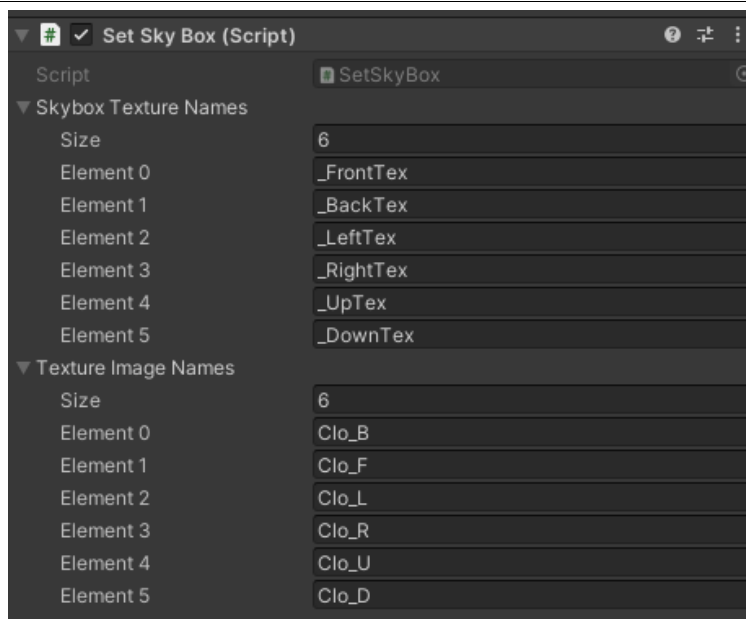 # Set Sky Box (Script)
Script # SetSkyBox
Skybox Texture Names
Size 6
Element 0 _FrontTex
Element 1 _BackTex
Element 2 _LeftTex
Element 3 _RightTex
Element 4 _UpTex
Element 5 _DownTex
Texture Image Names
Size 6
Element 0 Clo_B
Element 1 Clo_F
Element 2 Clo_L
Element 3 Clo_R
Element 4 Clo_U
Element 5 Clo_D